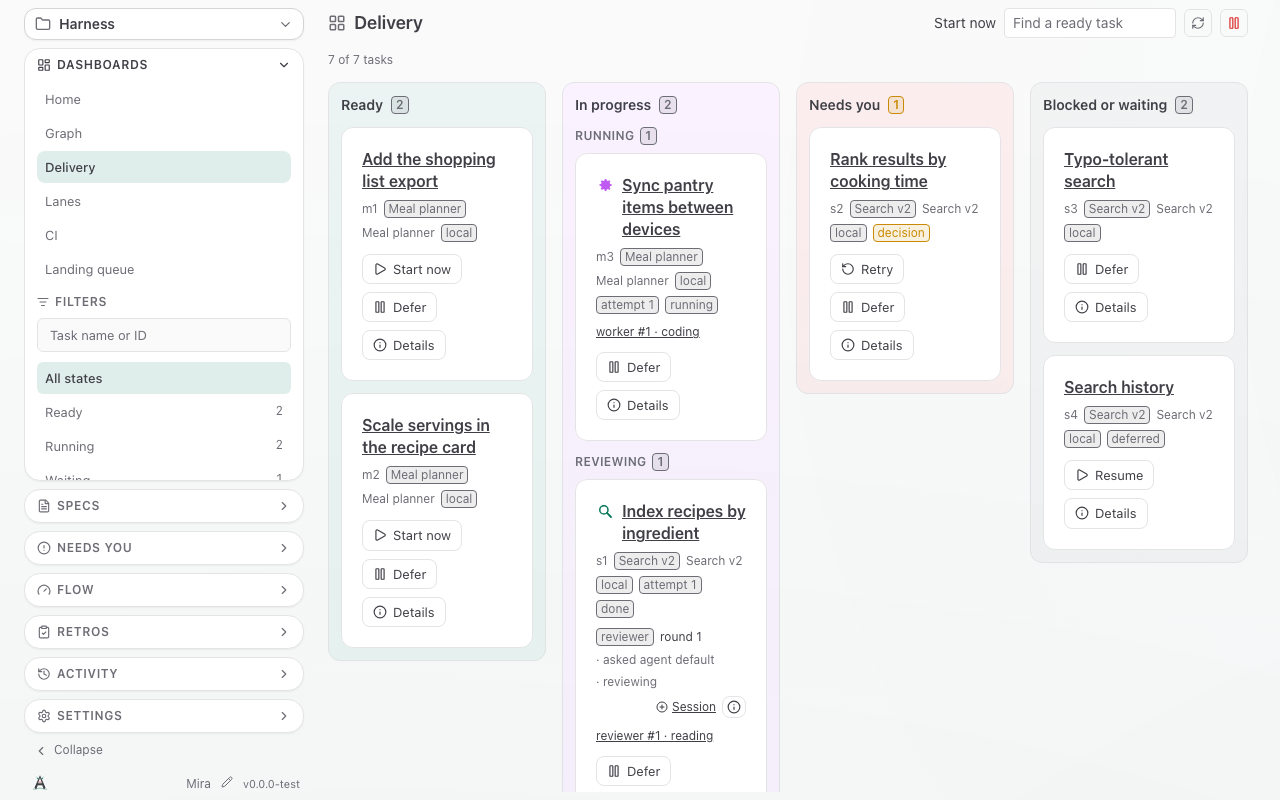 Harness
DASHBOARDS
Home
Graph
Delivery
Lanes
CI
Landing queue
FILTERS
Task name or ID
All states
Ready 2
Running 2
Waiting 1
SPECS
NEEDS YOU
FLOW
RETROS
ACTIVITY
SETTINGS
Collapse
Mira v0.0.0-test
Delivery
Start now Find a ready task
7 of 7 tasks
Ready 2
Add the shopping
list export
m1 Meal planner
Meal planner local
Start now
Defer
Details
Scale servings in
the recipe card
m2 Meal planner
Meal planner local
Start now
Defer
Details
In progress 2
RUNNING 1
Sync pantry
items between
devices
m3 Meal planner
Meal planner local
attempt 1 running
worker #1 · coding
Defer
Details
REVIEWING 1
Index recipes by
ingredient
s1 Search v2 Search v2
local attempt 1
done
reviewer round 1
· asked agent default
· reviewing
Session
reviewer #1 · reading
Defer
Needs you 1
Rank results by
cooking time
s2 Search v2 Search v2
local decision
Retry
Defer
Details
Blocked or waiting 2
Typo-tolerant
search
s3 Search v2 Search v2
local
Defer
Details
Search history
s4 Search v2 Search v2
local deferred
Resume
Details